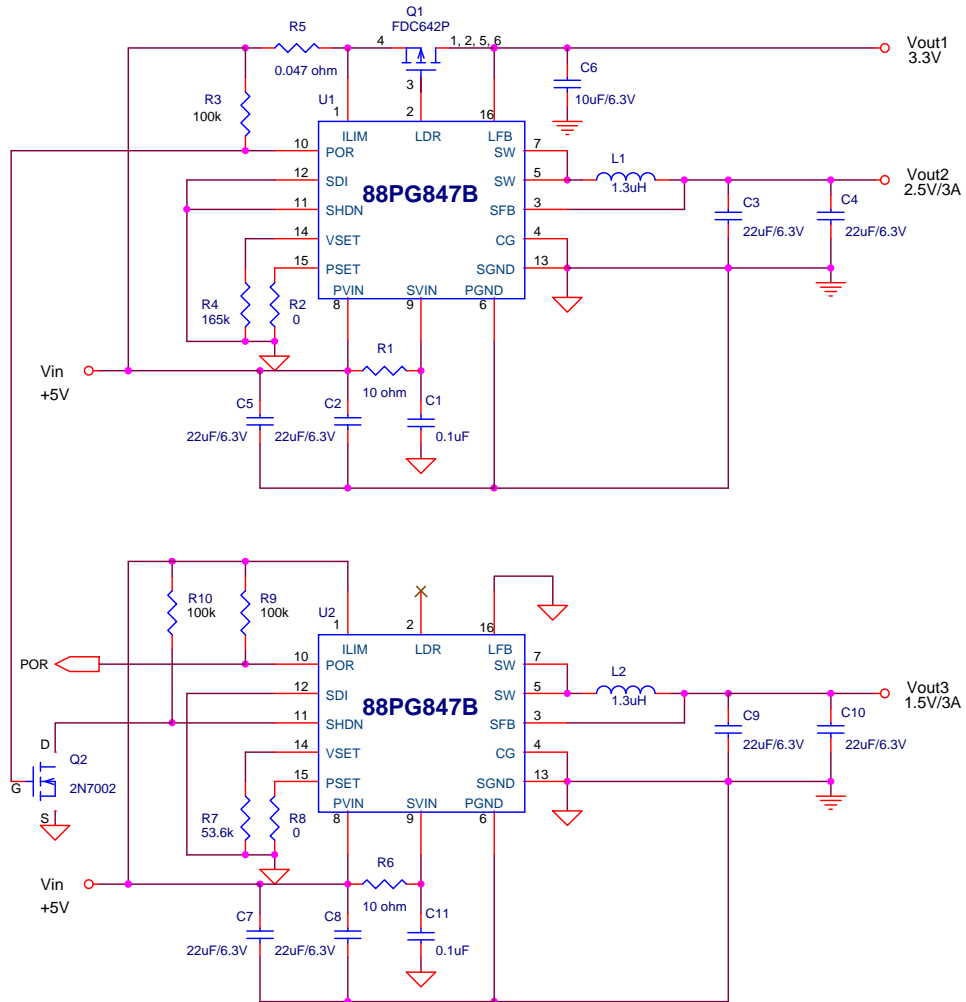 Q1
FDC642P
R5
4
1, 2, 5, 6
Vout1
3.3V
0.047 ohm
3
C6
10uF/6.3V
R3
100k
U1
1
2
16
ILIM
LDR
LFB
10
POR
SW
7
L1
1.3uH
12
SDI
SW
5
Vout2
2.5V/3A
88PG847B
11
SHDN
SFB
3
C3
22uF/6.3V
C4
22uF/6.3V
14
VSET
CG
4
15
PSET
SGND
13
PVIN
SVIN
PGND
8
9
6
R4
165k
R2
0
R1
10 ohm
Vin
+5V
C5
22uF/6.3V
C2
22uF/6.3V
C1
0.1uF
R10
100k
R9
100k
U2
1
2
16
ILIM
LDR
LFB
POR
10
POR
SW
7
L2
1.3uH
12
SDI
SW
5
Vout3
1.5V/3A
88PG847B
11
SHDN
SFB
3
C9
22uF/6.3V
C10
22uF/6.3V
14
VSET
CG
4
D
Q2
G
2N7002
S
15
PSET
SGND
13
PVIN
SVIN
PGND
8
9
6
R7
53.6k
R8
0
R6
10 ohm
Vin
+5V
C7
22uF/6.3V
C8
22uF/6.3V
C11
0.1uF